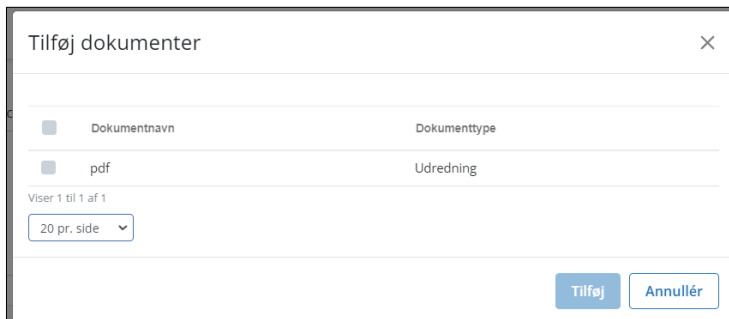 Tilføj dokumenter
Dokumentnavn Dokumenttype
pdf Udredning
Viser 1 til 1 af 1
20 pr. side
Tilføj Annullér